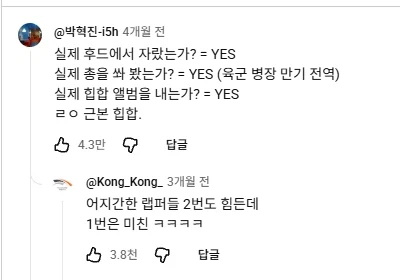 @박혁진-i5h 4개월 전
실제 후드에서 자랐는가? = YES
실제 총을 쏴 봤는가? = YES (육군 병장 만기 전역)
실제 힙합 앨범을 내는가? = YES
ㄹㅇ 근본 힙합.
4.3만 답글
@Kong_Kong_ 3개월 전
어지간한 랩퍼들 2번도 힘든데
1번은 미친 ㅋㅋㅋㅋ
3.8천 답글